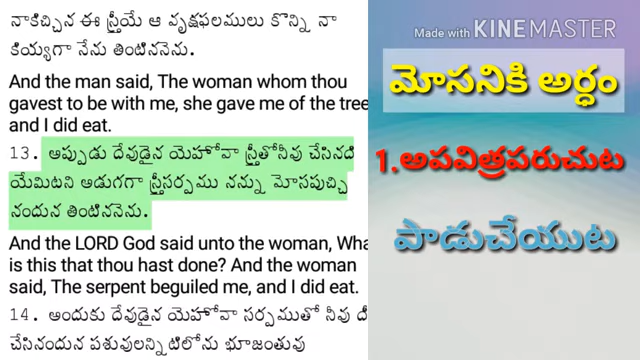 నాకిచ్చిన ఈ స్త్రీయే ఆ వృక్షఫలములు కొన్ని నా
కియ్యగా నేను తింటిననెను.
And the man said, The woman whom thou
gavest to be with me, she gave me of the tree
and I did eat.
13. అప్పుడు దేవుడైన యెహోవా స్త్రీతోనీవు చేసినది
యేమిటని అడుగగా స్త్రీసర్పము నన్ను మోసపుచ్చి
నందున తింటిననెను.
And the LORD God said unto the woman, Wha
is this that thou hast done? And the woman
said, The serpent beguiled me, and I did eat.
14. అందుకు దేవుడైన యెహోవా సర్పముతో నీవు దీ
చేసినందున పశువులన్నిటిలోను భూజంతువు
Made with KINEMASTER
మోసనికి అర్ధం
1.అపవిత్రపరుచుట
పాడుచేయుట